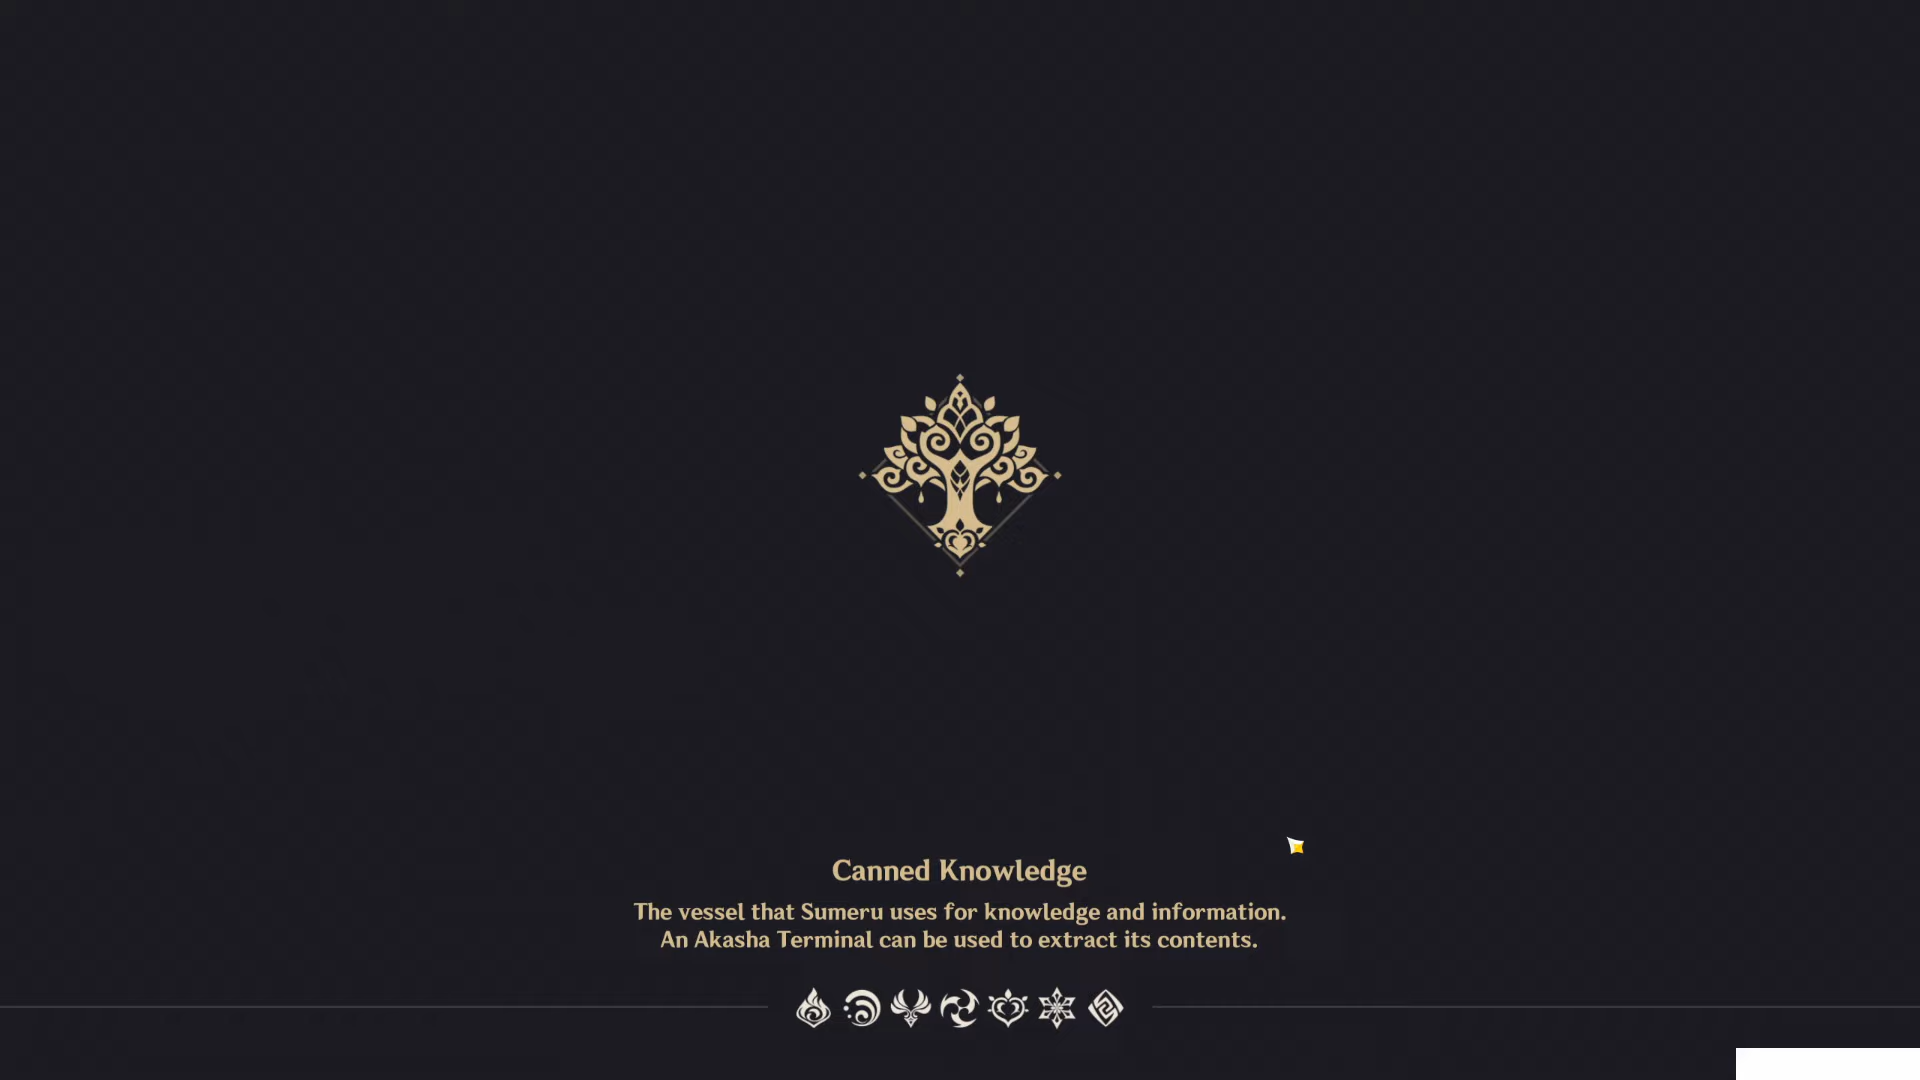 Canned Knowledge
The vessel that Sumeru uses for knowledge and information.
An Akasha Terminal can be used to extract its contents.